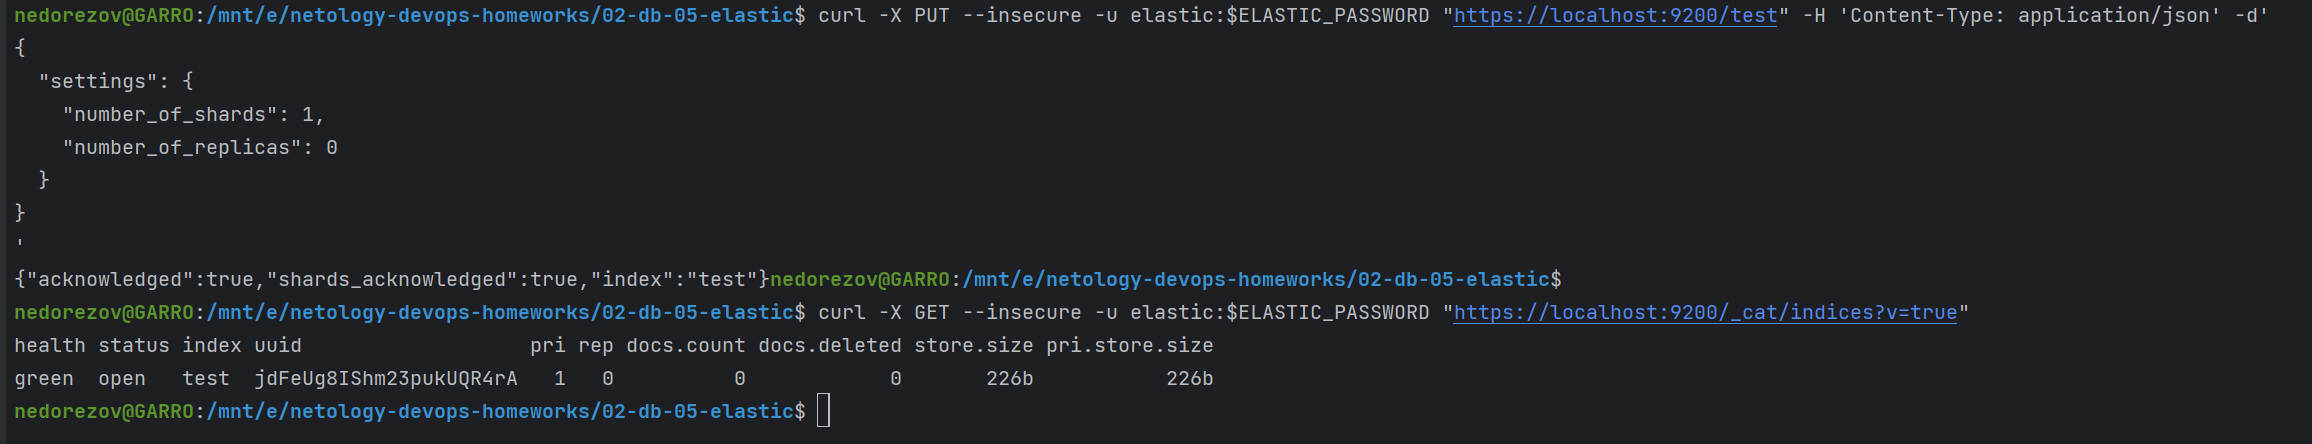 nedorezov@GARRO:/mnt/e/netology-devops-homeworks/02-db-05-elastic$ curl -X PUT --insecure -u elastic:$ELASTIC_PASSWORD "https://localhost:9200/test" -H 'Content-Type: application/json' -d'
{
  "settings": {
    "number_of_shards": 1,
    "number_of_replicas": 0
  }
}
'
{"acknowledged":true,"shards_acknowledged":true,"index":"test"}nedorezov@GARRO:/mnt/e/netology-devops-homeworks/02-db-05-elastic$
nedorezov@GARRO:/mnt/e/netology-devops-homeworks/02-db-05-elastic$ curl -X GET --insecure -u elastic:$ELASTIC_PASSWORD "https://localhost:9200/_cat/indices?v=true"
health status index uuid                   pri rep docs.count docs.deleted store.size pri.store.size
green  open   test  jdFeUg8IShm23pukUQR4rA   1   0          0            0       226b           226b
nedorezov@GARRO:/mnt/e/netology-devops-homeworks/02-db-05-elastic$